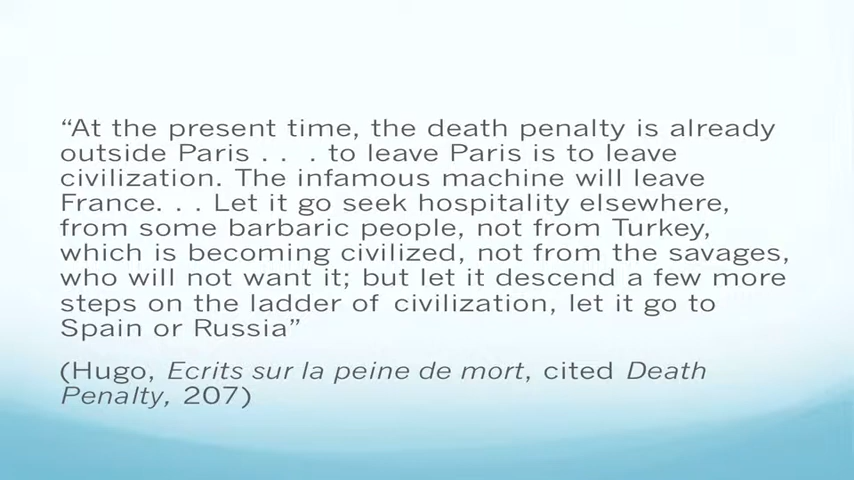 “At the present time, the death penalty is already
outside Paris . . . to leave Paris is to leave
civilization. The infamous machine will leave
France. . . Let it go seek hospitality elsewhere,
from some barbaric people, not from Turkey,
which is becoming civilized, not from the savages,
who will not want it; but let it descend a few more
steps on the ladder of civilization, let it go to
Spain or Russia”
(Hugo, Ecrits sur la peine de mort, cited Death
Penalty, 207)